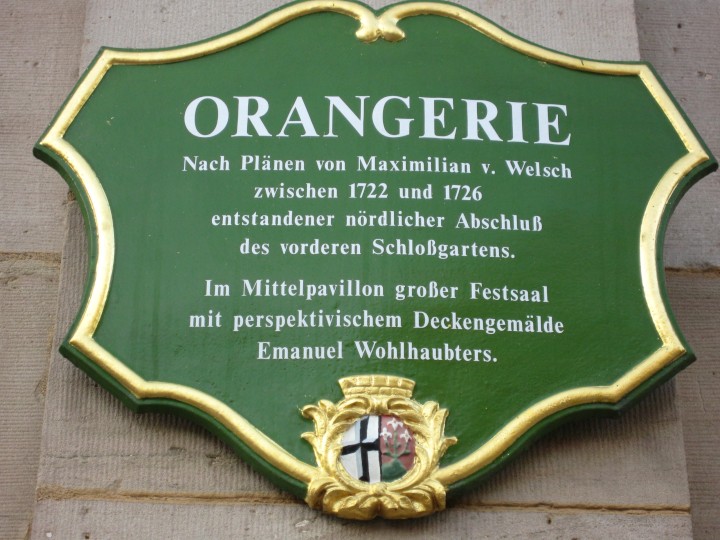 ORANGERIE
Nach Plänen von Maximilian v. Welsch
zwischen 1722 und 1726
entstandener nördlicher Abschluß
des vorderen Schloßgartens.
Im Mittelpavillon großer Festsaal
mit perspektivischem Deckengemälde
Emanuel Wohlhaubters.